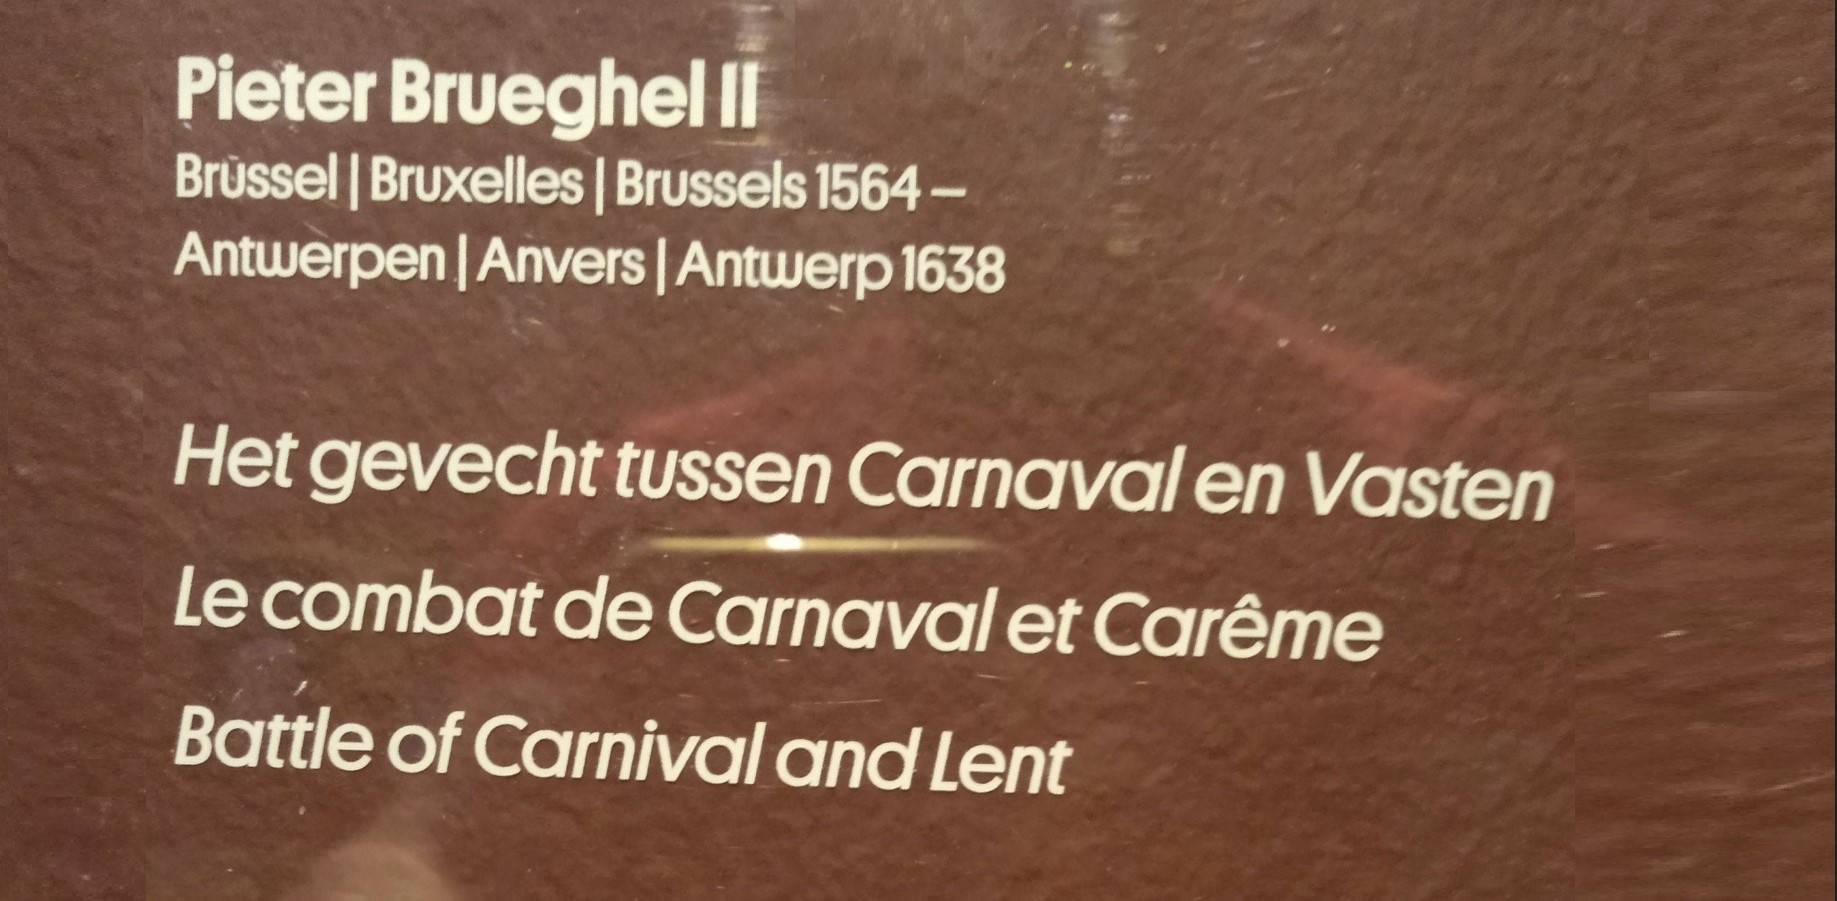 Pieter Brueghel II
Brüssel | Bruxelles | Brussels 1564 –
Antwerpen | Anvers | Antwerp 1638
Het gevecht tussen Carnaval en Vasten
Le combat de Carnaval et Carême
Battle of Carnival and Lent